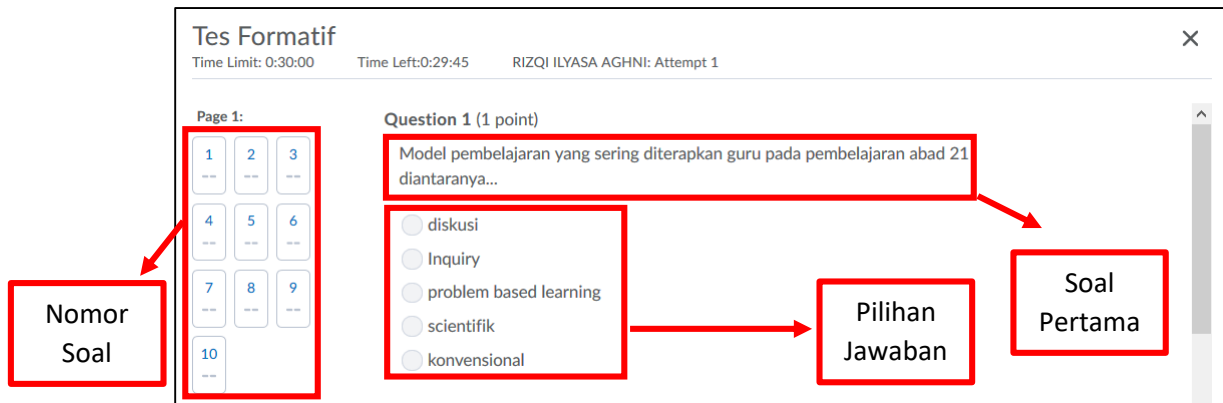 Tes Formatif
Time Limit: 0:30:00 Time Left:0:29:45 RIZQI ILYASA AGHNI: Attempt 1
Page 1:
1 2 3
-- -- --
4 5 6
-- -- --
7 8 9
-- -- --
10
--
Nomor
Soal
Question 1 (1 point)
Model pembelajaran yang sering diterapkan guru pada pembelajaran abad 21
diantaranya...
diskusi
Inquiry
problem based learning
scientifik
konvensional
Pilihan
Jawaban
Soal
Pertama